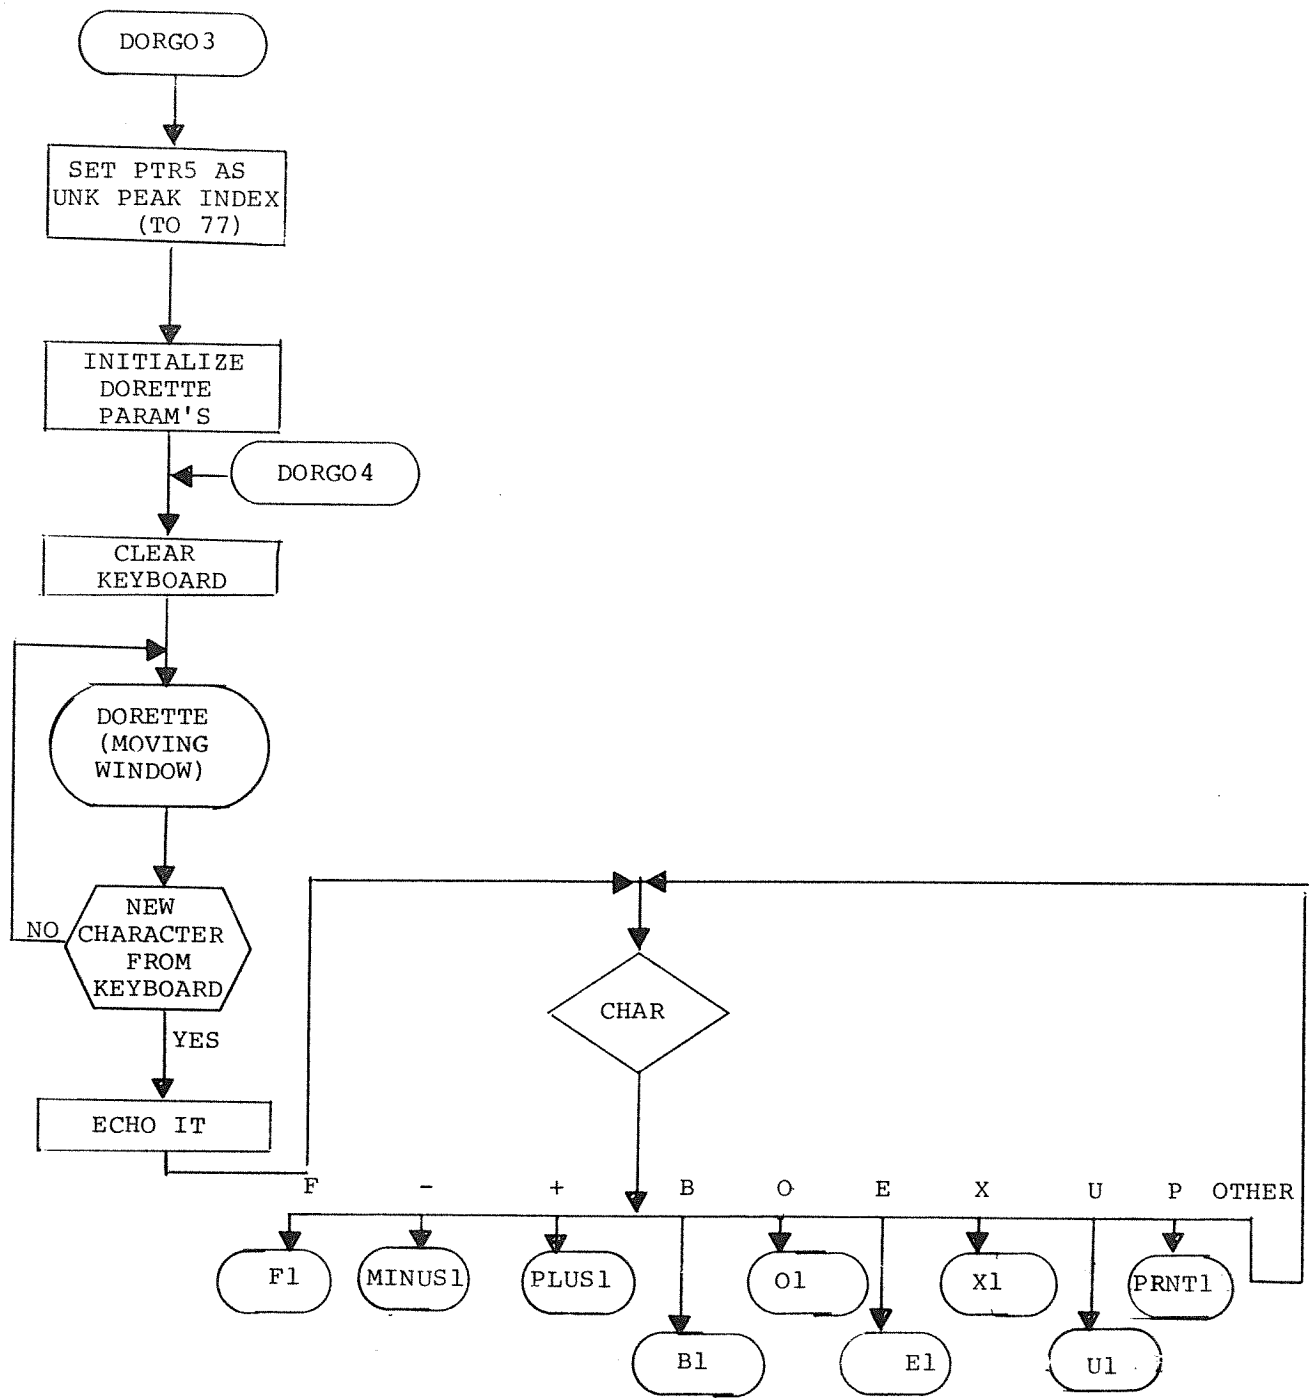 DORGO3
SET PTR5 AS
UNK PEAK INDEX
(TO 77)
INITIALIZE
DORETTE
PARAM'S
DORGO4
CLEAR
KEYBOARD
DORETTE
(MOVING
WINDOW)
NEW
CHARACTER
FROM
KEYBOARD
NO
YES
ECHO IT
CHAR
F - + B O E X U P OTHER
F1 MINUS1 PLUS1 O1 X1 PRNT1
B1 E1 U1